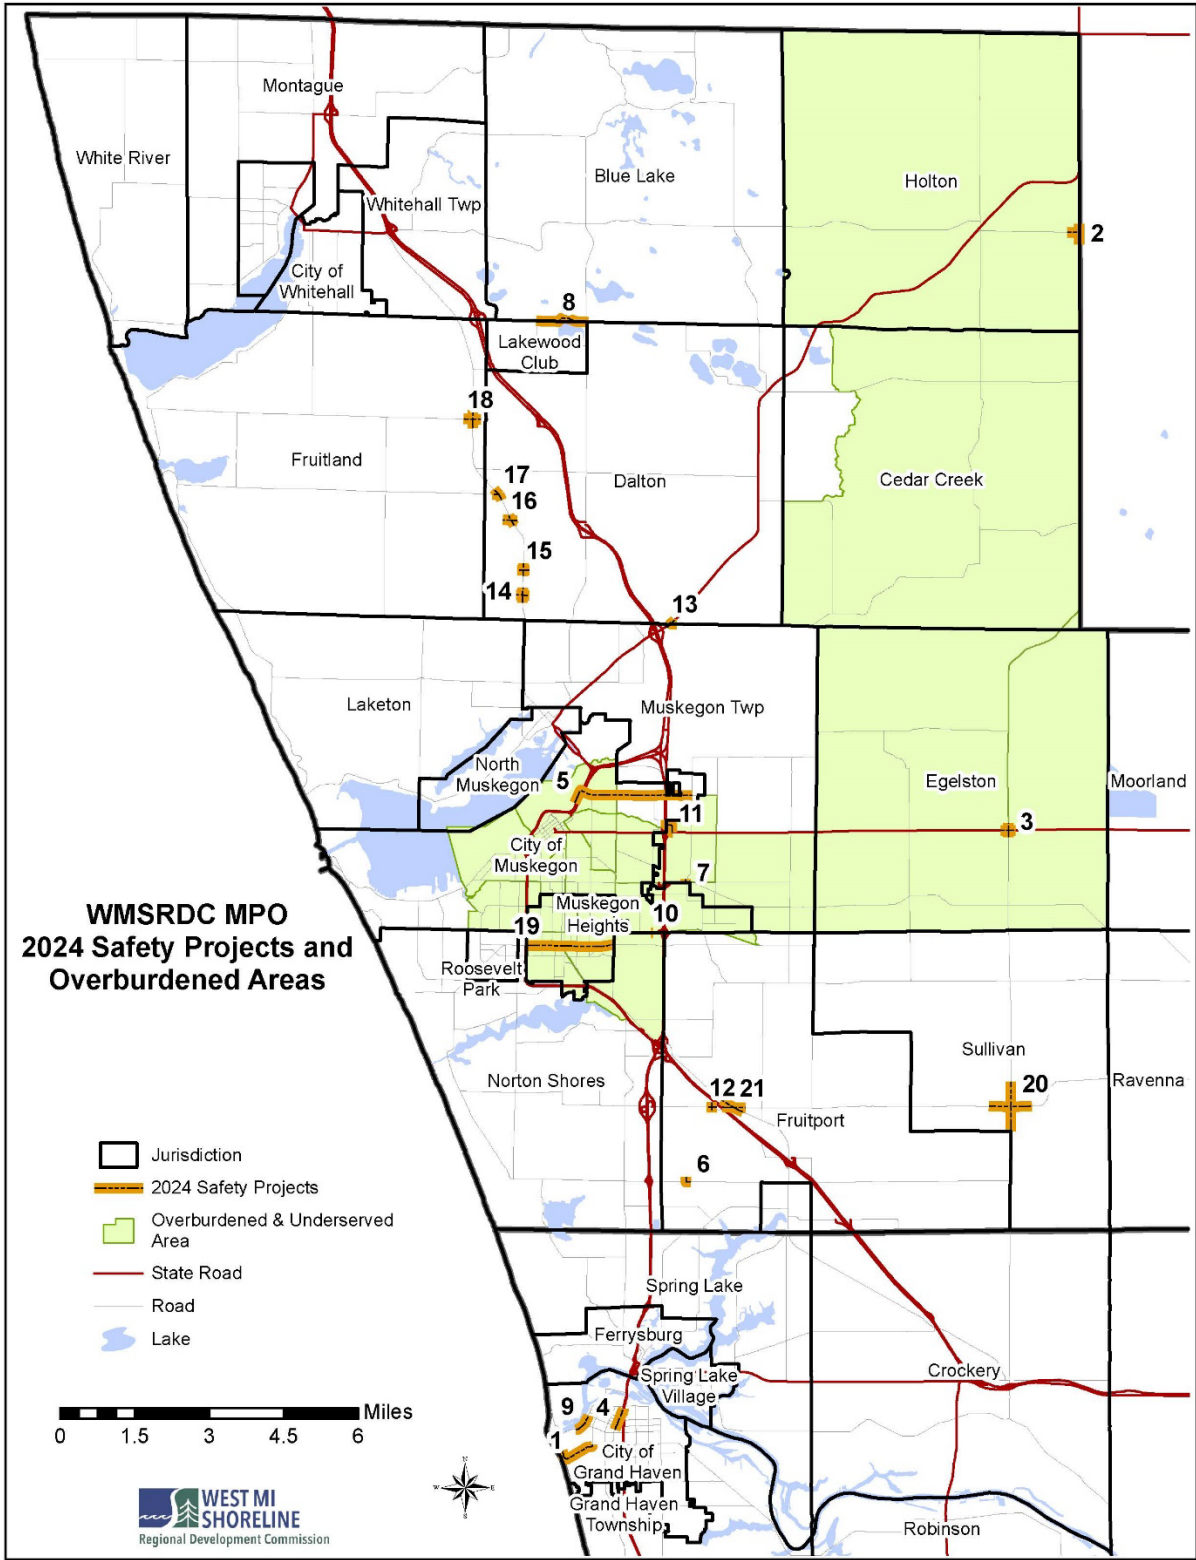 Montague
White River
Blue Lake
Holton
Whitehall Twp
2
City of
Whitehall
8
Lakewood
Club
18
Fruitland
17
16
Dalton
Cedar Creek
15
14
13
Laketon
Muskegon Twp
North
Muskegon
5
Egelston
Moorland
11
3
City of
Muskegon
7
Muskegon
Heights
10
19
WMSRDC MPO
2024 Safety Projects and
Overburdened Areas
Roosevelt
Park
Sullivan
Norton Shores
12
21
20
Ravenna
Fruitport
6
Jurisdiction
2024 Safety Projects
Overburdened & Underserved
Area
State Road
Road
Lake
Spring Lake
Ferrysburg
Spring Lake
Village
Crockery
9
4
1
City of
Grand Haven
Grand Haven
Township
Robinson
Miles
0 1.5 3 4.5 6
N
W E
S
WEST MI
SHORELINE
Regional Development Commission